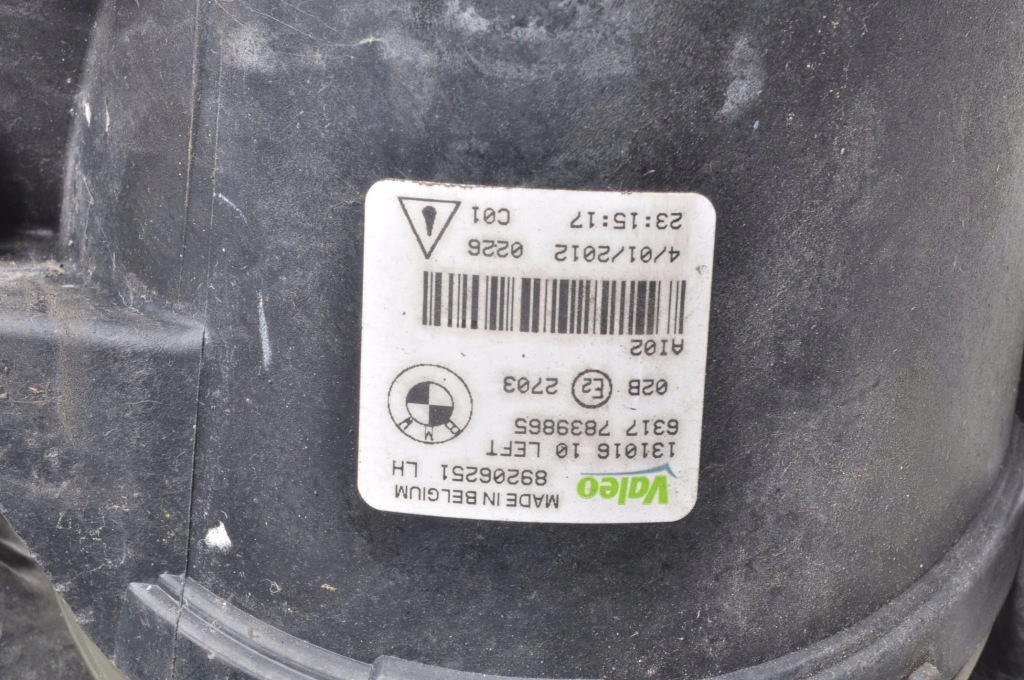 Valeo MADE IN BELGIUM
89206251 LH
131016 10 LEFT
6317 7839865
02B E2 2703
BMW
AI02
4/01/2012 0226
23:15:17 C01